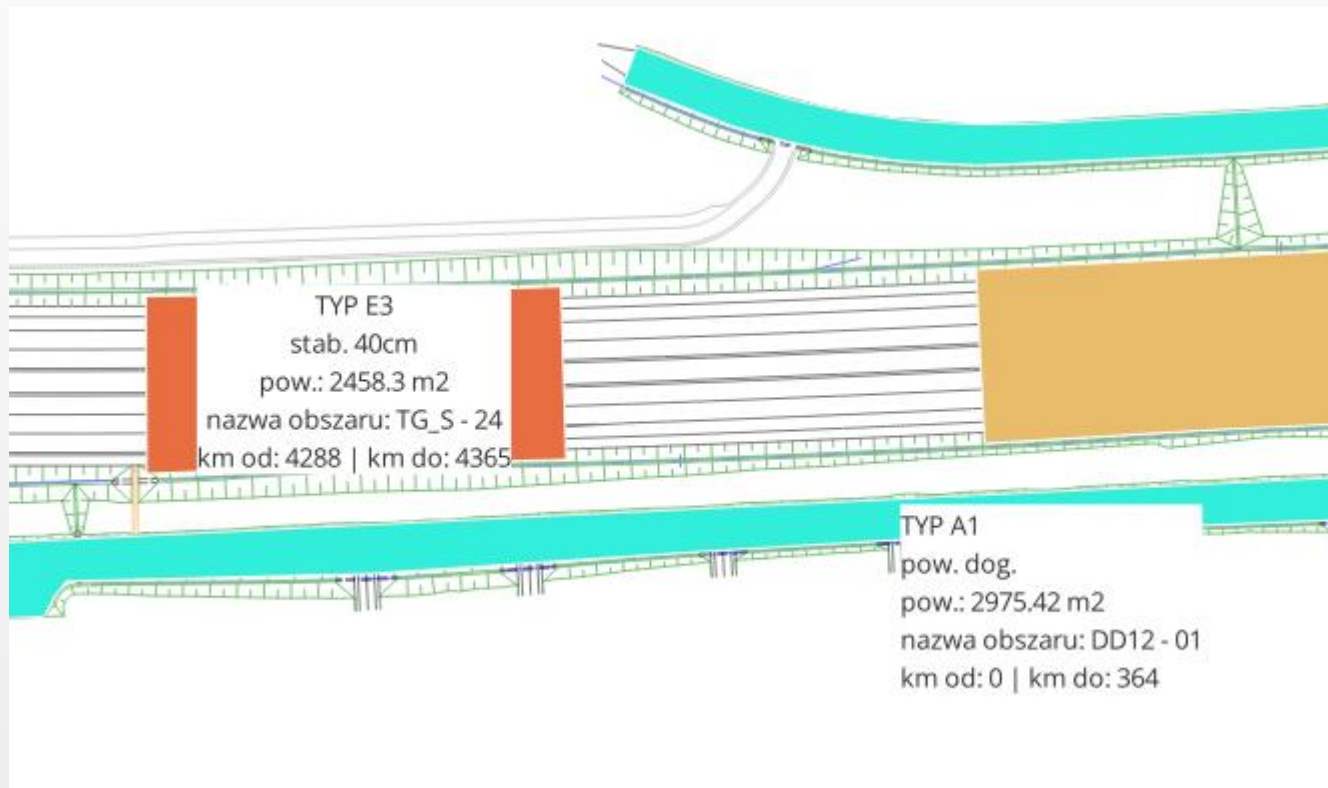 TYP E3
stab. 40cm
pow.: 2458.3 m2
nazwa obszaru: TG_S - 24
km od: 4288 | km do: 4365
TYP A1
pow. dog.
pow.: 2975.42 m2
nazwa obszaru: DD12 - 01
km od: 0 | km do: 364